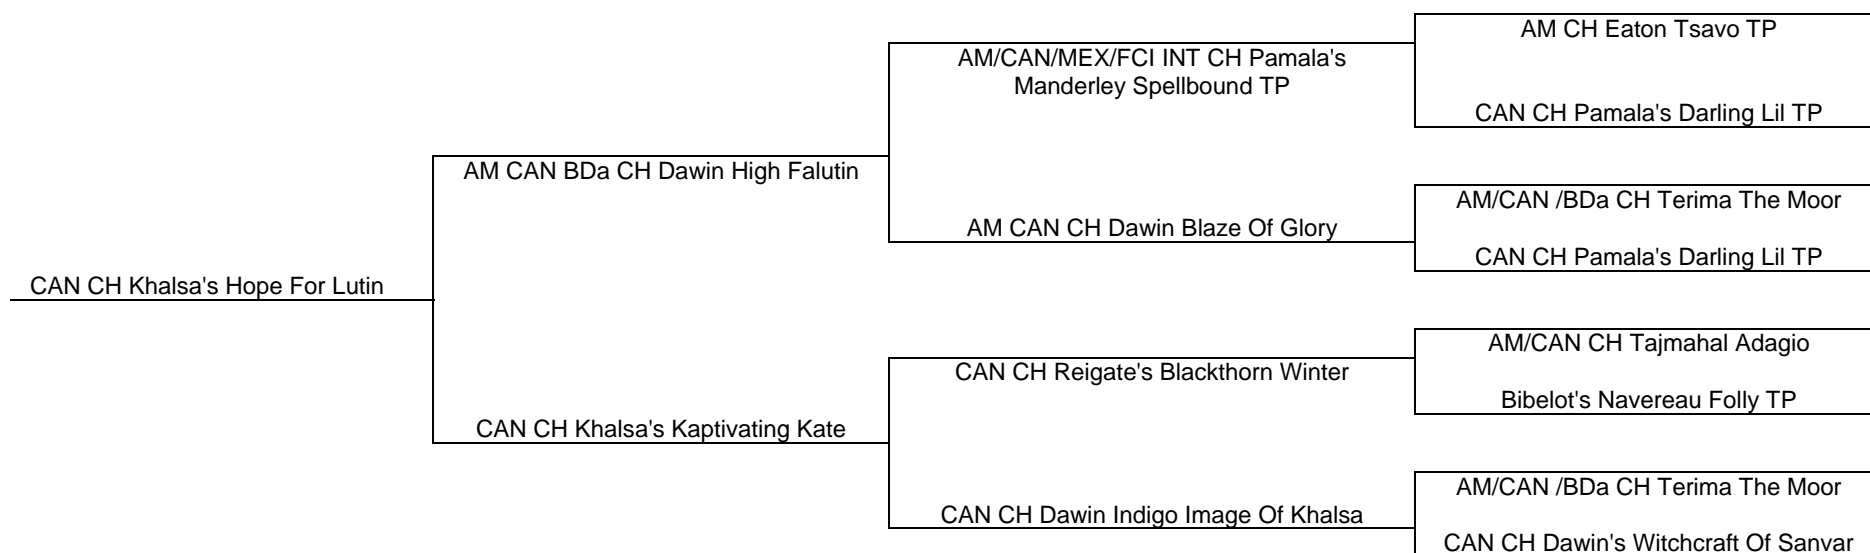 AM CH Eaton Tsavo TP
AM/CAN/MEX/FCI INT CH Pamala's
Manderley Spellbound TP
CAN CH Pamala's Darling Lil TP
AM CAN BDa CH Dawin High Falutin
AM/CAN /BDa CH Terima The Moor
AM CAN CH Dawin Blaze Of Glory
CAN CH Pamala's Darling Lil TP
CAN CH Khalsa's Hope For Lutin
AM/CAN CH Tajmahal Adagio
CAN CH Reigate's Blackthorn Winter
Bibelot's Navereau Folly TP
CAN CH Khalsa's Kaptivating Kate
AM/CAN /BDa CH Terima The Moor
CAN CH Dawin Indigo Image Of Khalsa
CAN CH Dawin's Witchcraft Of Sanvar